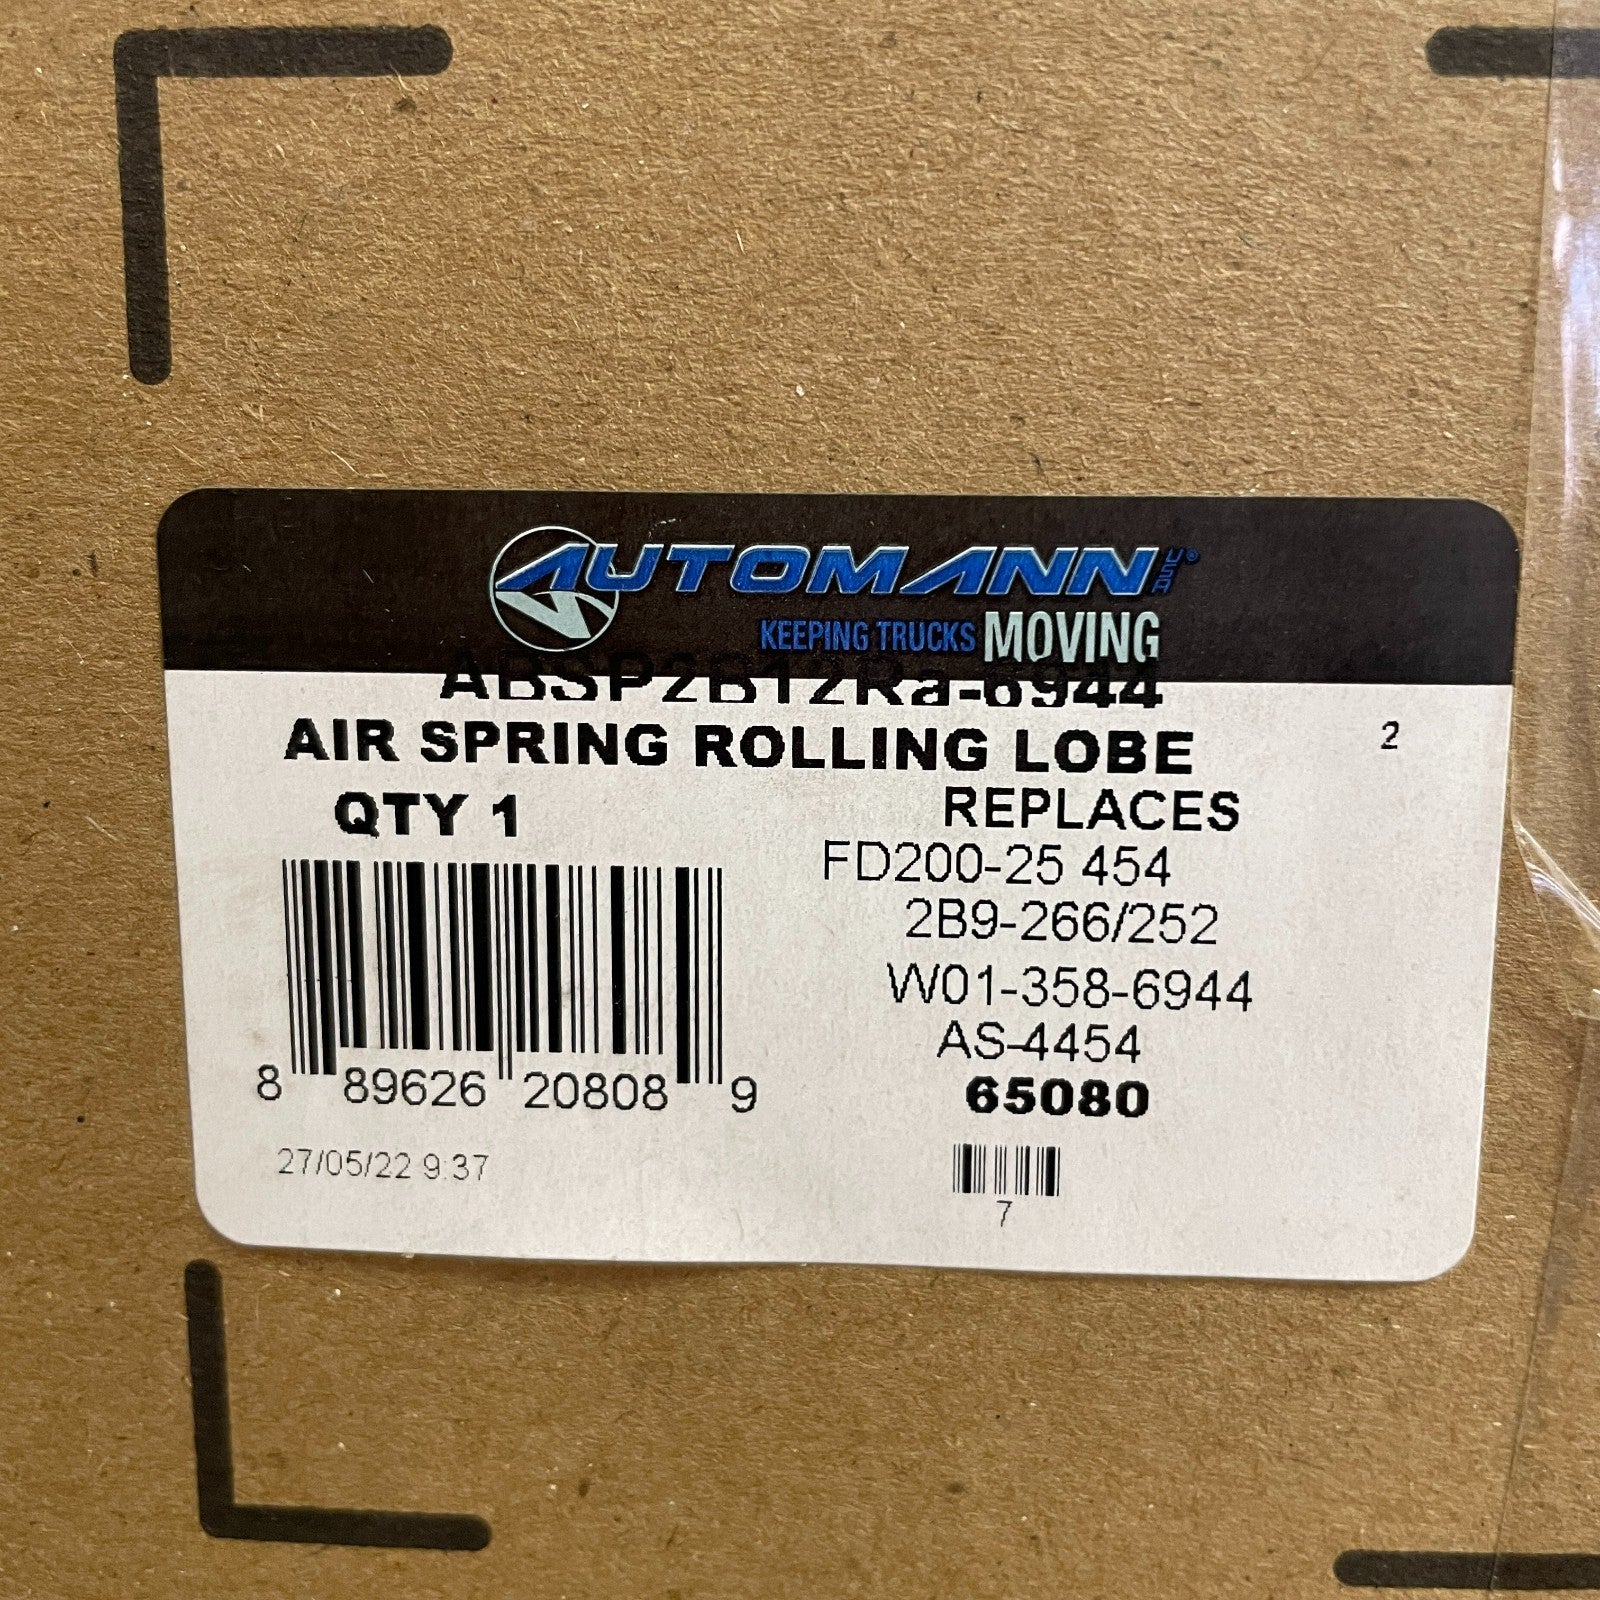 AUTOMANN USA®
KEEPING TRUCKS MOVING
ABSP2B12Ra-6944
AIR SPRING ROLLING LOBE
2
QTY 1
REPLACES
FD200-25 454
2B9-266/252
W01-358-6944
AS-4454
65080
8 89626 20808 9
27/05/22 9:37
7